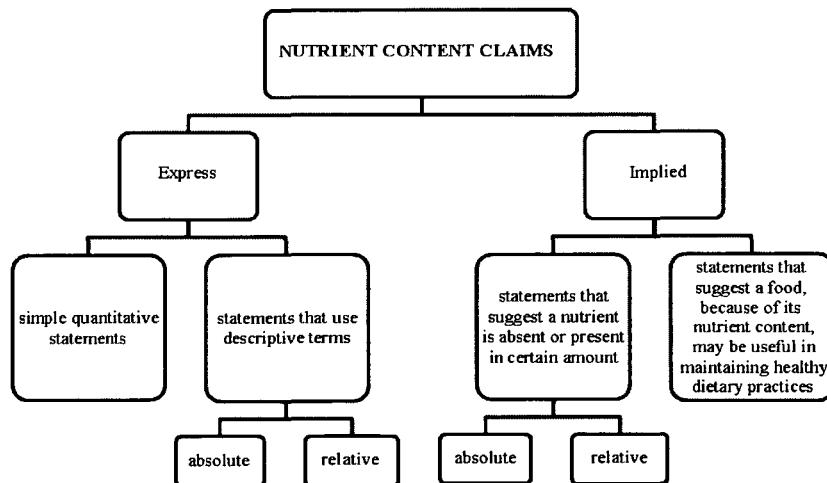 NUTRIENT CONTENT CLAIMS
Express
Implied
simple quantitative
statements
statements that use
descriptive terms
statements that
suggest a nutrient
is absent or present
in certain amount
statements that
suggest a food,
because of its
nutrient content,
may be useful in
maintaining healthy
dietary practices
absolute
relative
absolute
relative